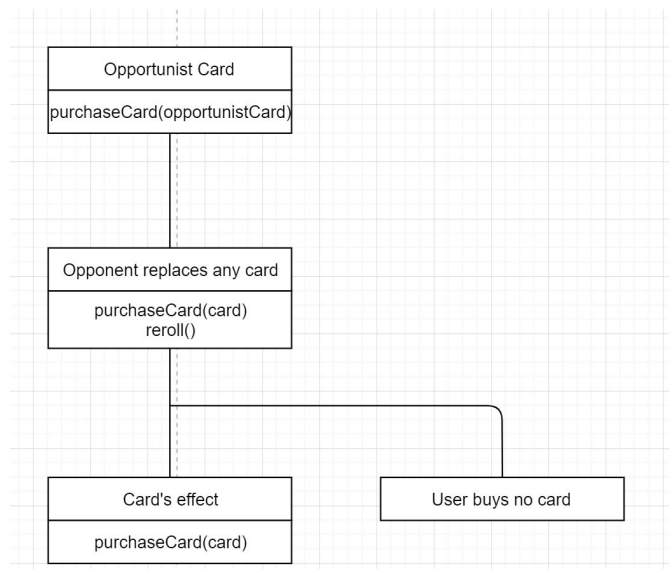 Opportunist Card
purchaseCard(opportunistCard)
Opponent replaces any card
purchaseCard(card)
reroll()
Card's effect
purchaseCard(card)
User buys no card